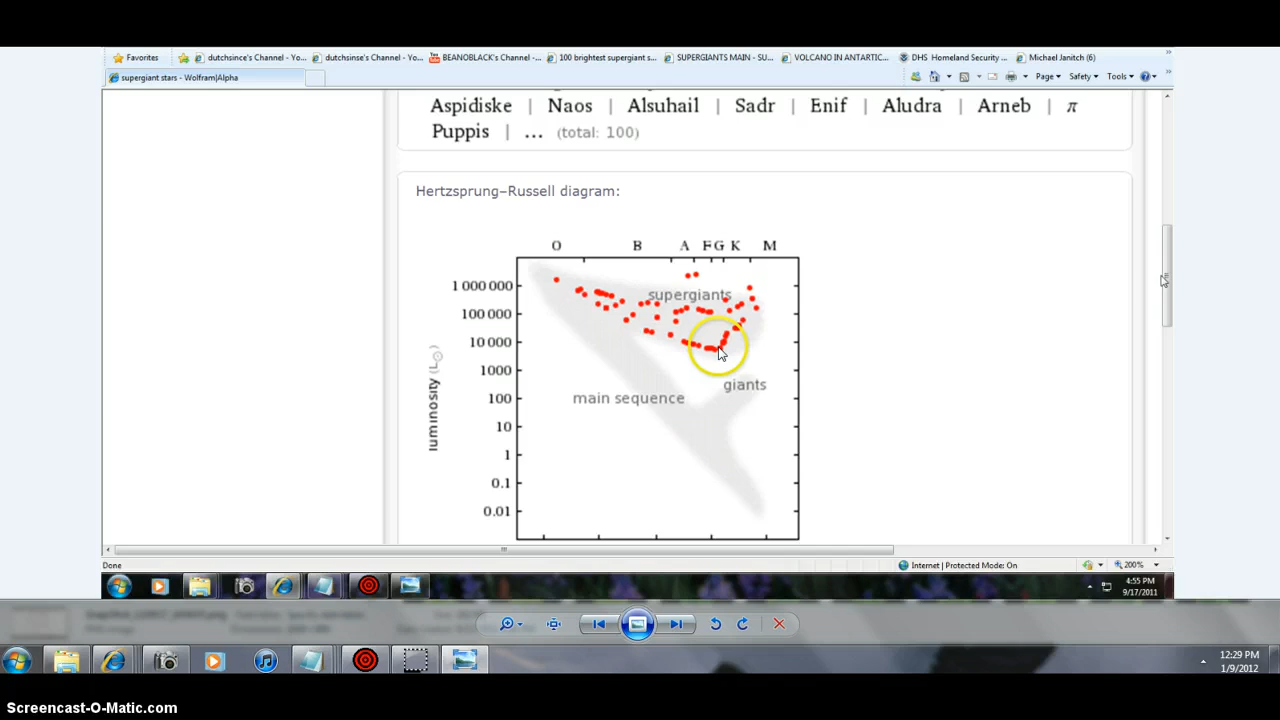 Favorites
dutchsince's Channel - Yo...
dutchsinse's Channel - Yo...
BEANOBLACK's Channel -...
100 brightest supergiant s...
SUPERGIANTS MAIN - SU...
VOLCANO IN ANTARTIC...
DHS Homeland Security ...
Michael Janitch (6)
supergiant stars - Wolfram|Alpha
Page
Safety
Tools
Aspidiske | Naos | Alsuhail | Sadr | Enif | Aludra | Arneb | π
Puppis | ... (total: 100)
Hertzsprung–Russell diagram:
O B A F G K M
1 000 000
supergiants
100 000
10 000
1000
giants
100
main sequence
10
1
0.1
0.01
luminosity (L☉)
Done
Internet | Protected Mode: On
200%
4:55 PM
9/17/2011
12:29 PM
1/9/2012
Screencast-O-Matic.com